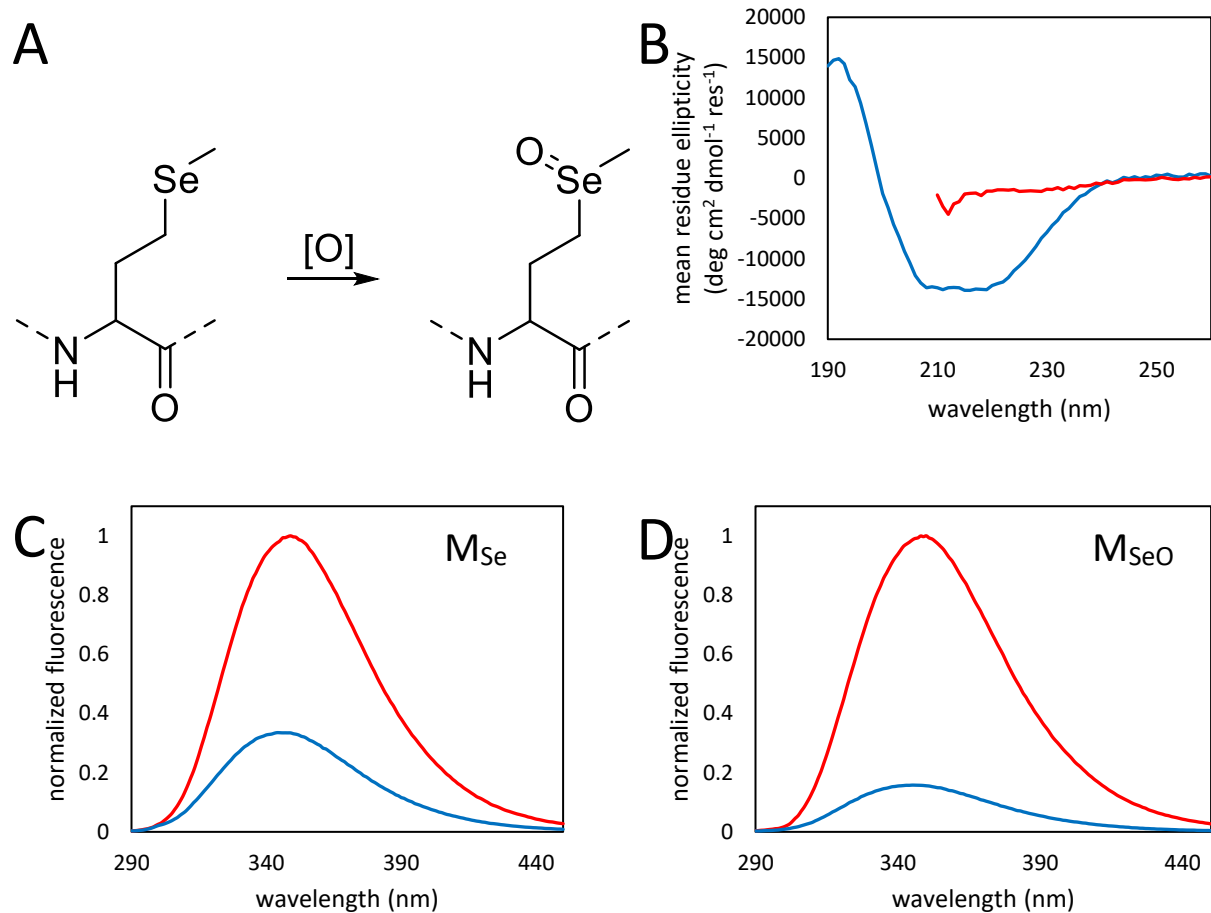 A
Se
N
H
O
[O]
O
Se
N
H
O
B
mean residue ellipticity
(deg cm² dmol⁻¹ res⁻¹)
20000
15000
10000
5000
0
-5000
-10000
-15000
-20000
190 210 230 250
wavelength (nm)
C
normalized fluorescence
M_Se
1
0.8
0.6
0.4
0.2
0
290 340 390 440
wavelength (nm)
D
normalized fluorescence
M_SeO
1
0.8
0.6
0.4
0.2
0
290 340 390 440
wavelength (nm)